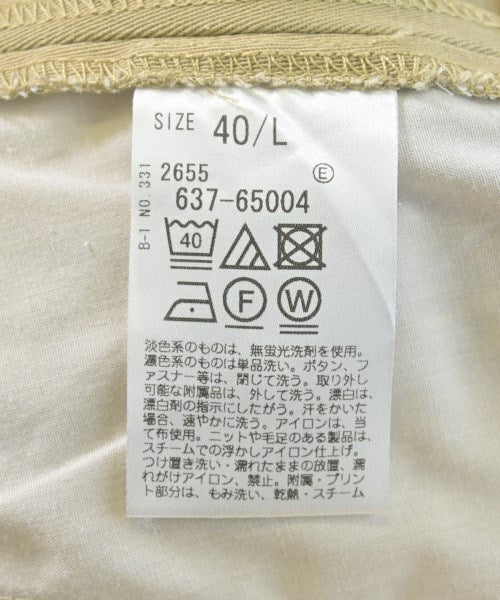 SIZE 40/L
B-1 NO.331
2655 E
637-65004
40
F W
淡色系のものは、無蛍光洗剤を使用。
濃色系のものは単品洗い。ボタン、フ
ァスナー等は、閉じて洗う。取り外し
可能な附属品は、外して洗う。漂白は、
漂白剤の指示にしたがう。汗をかいた
場合、速やかに洗う。アイロンは、当
て布使用。ニットや毛足のある製品は、
スチームでの浮かしアイロン仕上げ。
つけ置き洗い・濡れたままの放置、濡
れがけアイロン、禁止。附属・プリン
ト部分は、もみ洗い、乾熱・スチーム